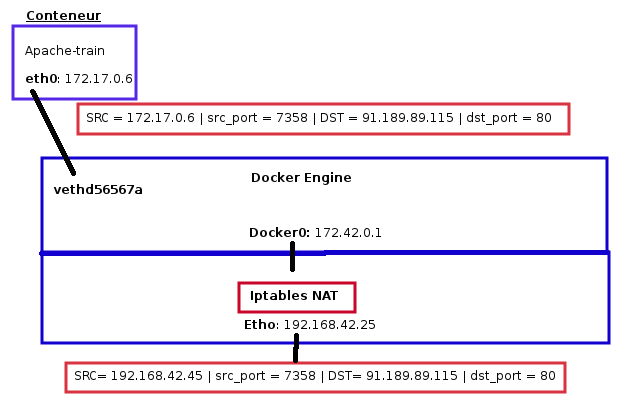 Conteneur
Apache-train
eth0: 172.17.0.6
SRC = 172.17.0.6 | src_port = 7358 | DST = 91.189.89.115 | dst_port = 80
Docker Engine
vethd56567a
Docker0: 172.42.0.1
Iptables NAT
Etho: 192.168.42.25
SRC= 192.168.42.45 | src_port = 7358 | DST= 91.189.89.115 | dst_port = 80